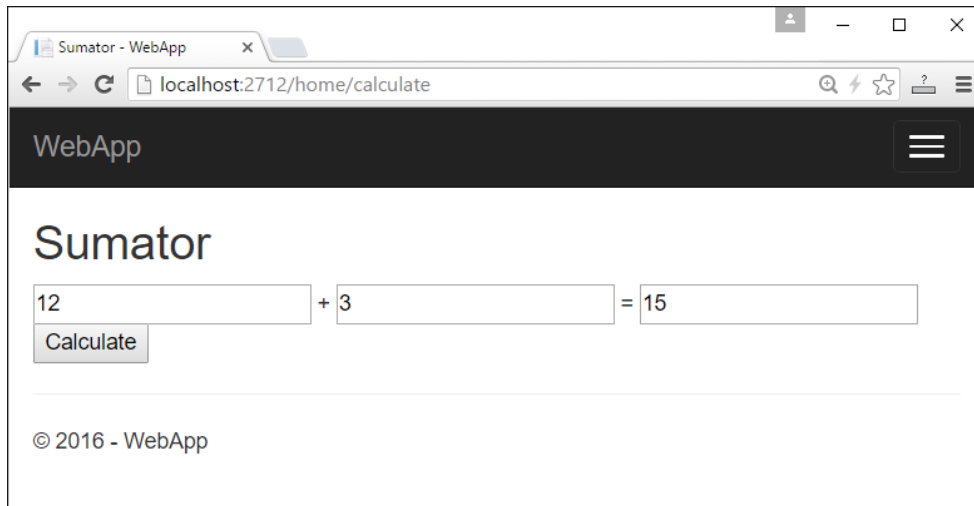 Sumator - WebApp
localhost:2712/home/calculate
?
WebApp
Sumator
12 + 3 = 15
Calculate
© 2016 - WebApp